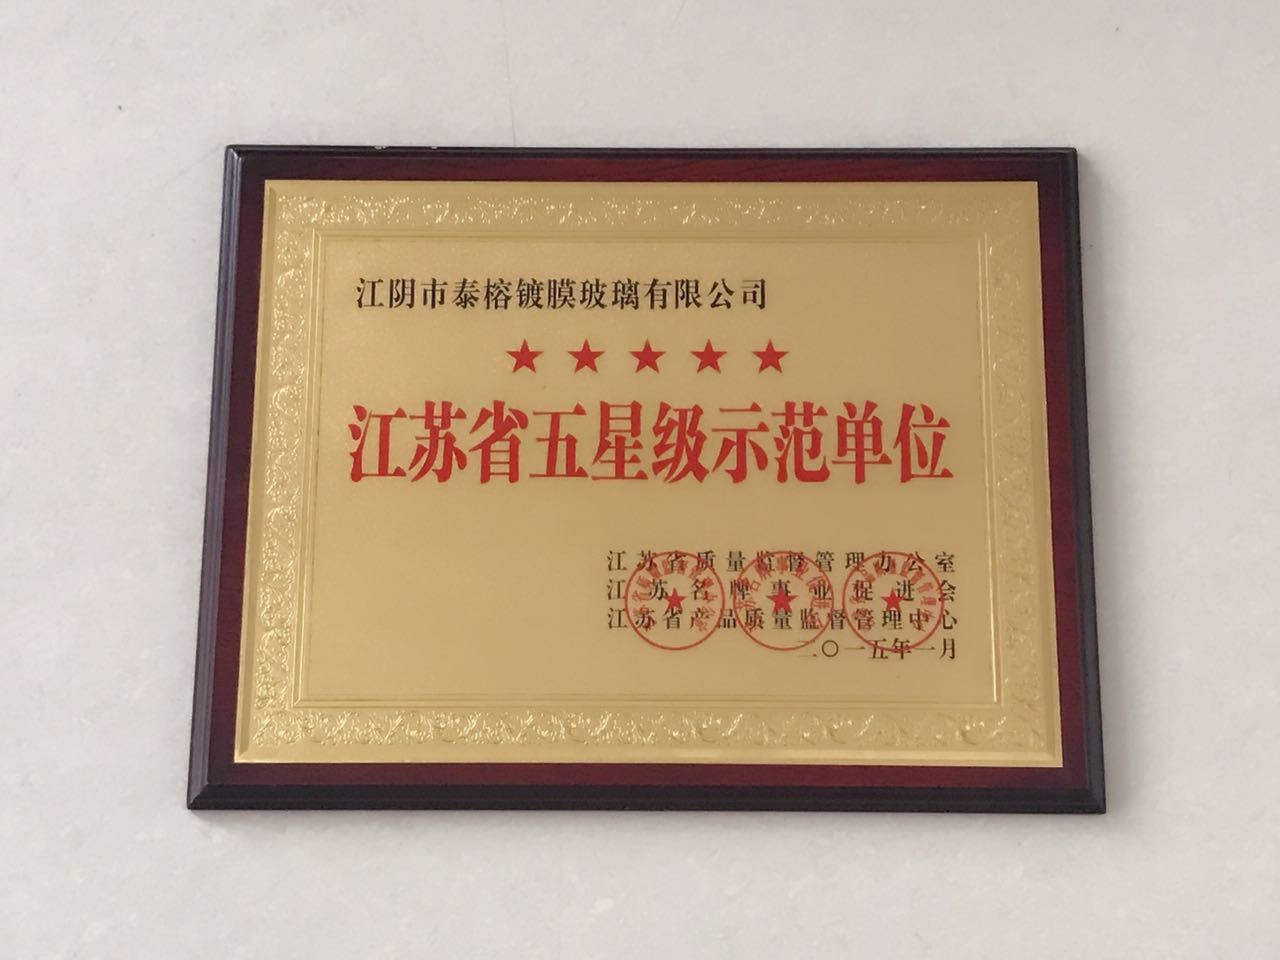 江阴市泰榕镀膜玻璃有限公司
★★★★★
江苏省五星级示范单位
江苏省质量监督管理办公室
江苏名牌事业促进会
江苏省产品质量监督管理中心
二〇一五年一月